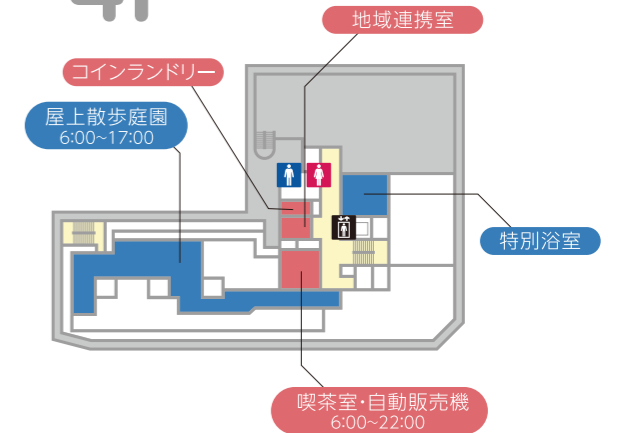 地域連携室
コインランドリー
屋上散歩庭園
6:00~17:00
特別浴室
喫茶室・自動販売機
6:00~22:00